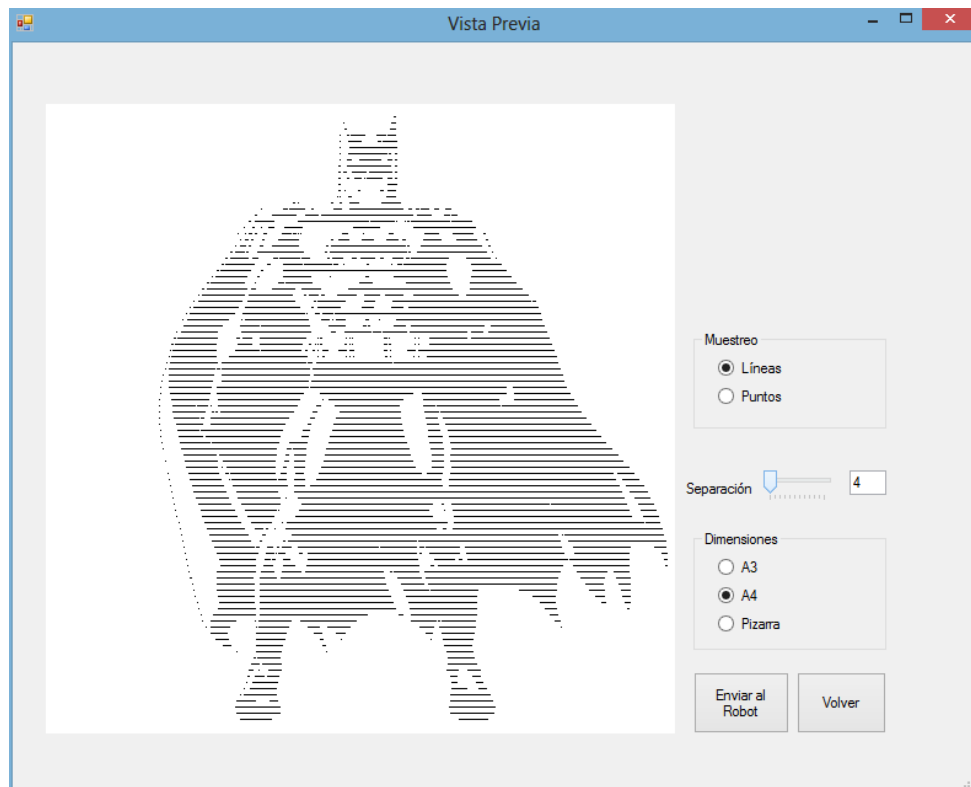 Vista Previa
Muestreo
Líneas
Puntos
Separación
4
Dimensiones
A3
A4
Pizarra
Enviar al
Robot
Volver